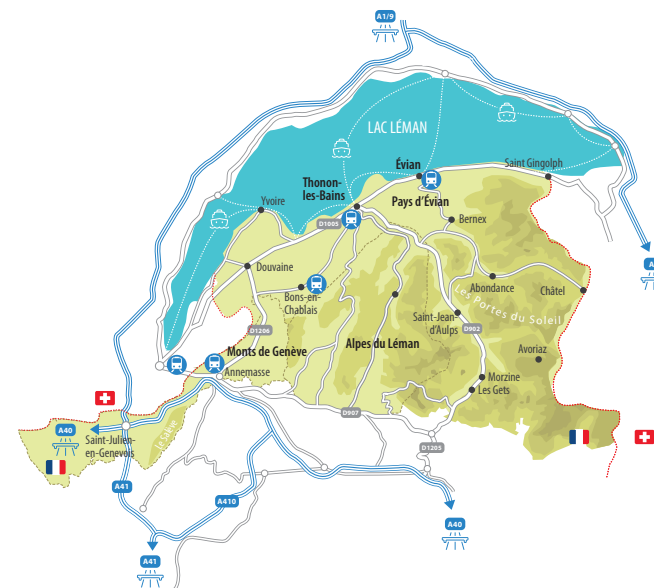 A1/9
LAC LÉMAN
Évian
Saint Gingolph
Thonon-
les-Bains
Yvoire
Pays d'Évian
D1005
Bernex
Douvaine
Bons-en-
Chablais
Abondance
Châtel
Les Portes du Soleil
Saint-Jean-
d'Aulps
D1206
D902
Monts de Genève
Alpes du Léman
Avoriaz
Annemasse
Morzine
Les Gets
A40
Saint-Julien-
en-Genevois
Le Salève
D907
D1205
A41
A410
A40
A41